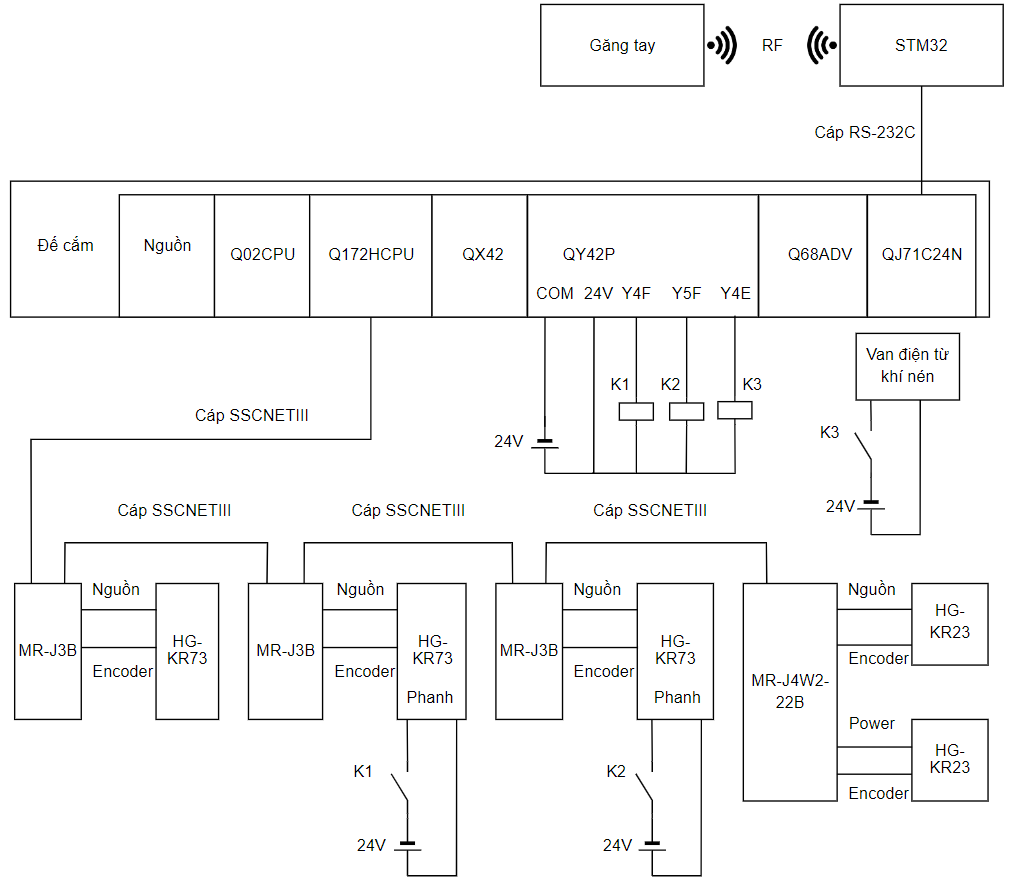 Găng tay
RF
STM32
Cáp RS-232C
Đế cắm
Nguồn
Q02CPU
Q172HCPU
QX42
QY42P
Q68ADV
QJ71C24N
COM
24V
Y4F
Y5F
Y4E
K1
K2
K3
24V
Van điện từ
khí nén
K3
24V
Cáp SSCNETIII
Cáp SSCNETIII
Cáp SSCNETIII
Cáp SSCNETIII
MR-J3B
Nguồn
Encoder
HG-
KR73
MR-J3B
Nguồn
Encoder
HG-
KR73
Phanh
MR-J3B
Nguồn
Encoder
HG-
KR73
Phanh
MR-J4W2-
22B
Nguồn
Encoder
HG-
KR23
Power
Encoder
HG-
KR23
K1
24V
K2
24V